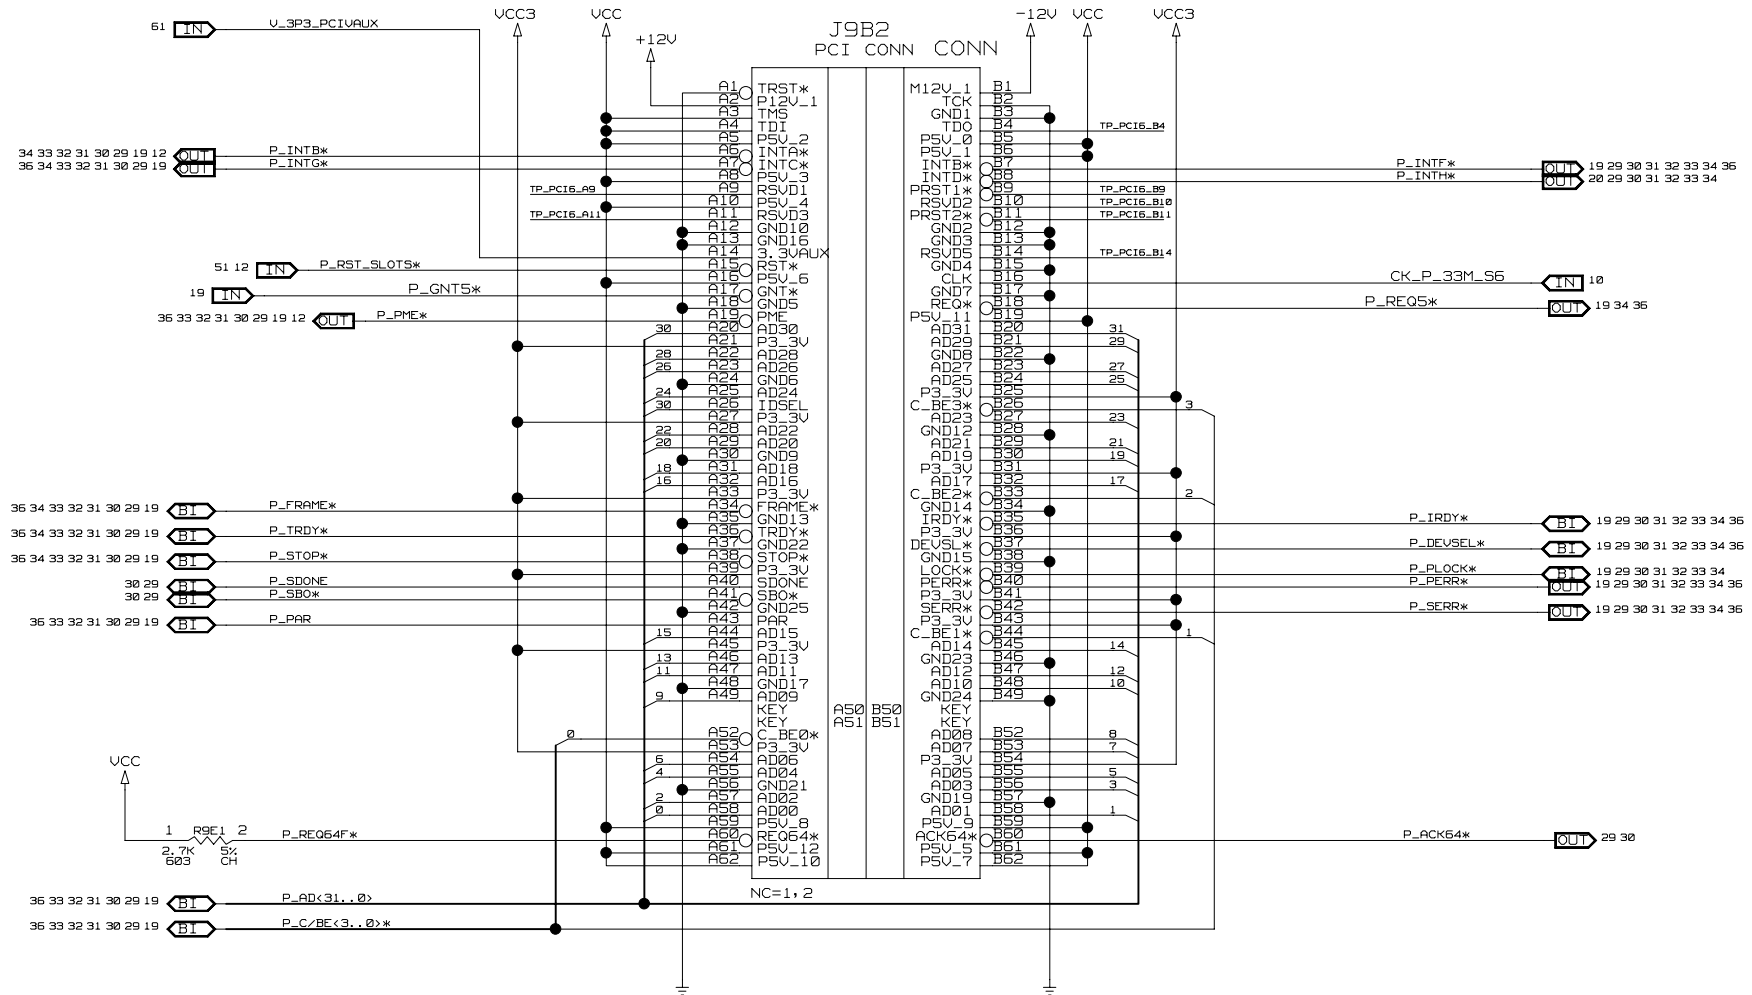 VCC3 VCC -12V VCC VCC3
61 IN V_3P3_PCIVAUX
+12V
J9B2
PCI CONN CONN
A1 TRST* M12V_1 B1
A2 P12V_1 TCK B2
A3 TMS GND1 B3
A4 TDI TDO B4 TP_PCI6_B4
A5 P5V_2 P5V_0 B5
34 33 32 31 30 29 19 12 OUT P_INTB* A6 INTA* P5V_1 B6
36 34 33 32 31 30 29 19 OUT P_INTG* A7 INTC* INTB* B7 P_INTF* OUT 19 29 30 31 32 33 34 36
A8 P5V_3 INTD* B8 P_INTH* OUT 20 29 30 31 32 33 34
TP_PCI6_A9 A9 RSVD1 PRST1* B9 TP_PCI6_B9
A10 P5V_4 RSVD2 B10 TP_PCI6_B10
TP_PCI6_A11 A11 RSVD3 PRST2* B11 TP_PCI6_B11
A12 GND10 GND2 B12
A13 GND16 GND3 B13
A14 3.3VAUX RSVD5 B14 TP_PCI6_B14
51 12 IN P_RST_SLOTS* A15 RST* GND4 B15
A16 P5V_6 CLK B16 CK_P_33M_S6 IN 10
19 IN P_GNT5* A17 GNT* GND7 B17
A18 GND5 REQ* B18 P_REQ5* OUT 19 34 36
36 33 32 31 30 29 19 12 OUT P_PME* A19 PME P5V_11 B19
30 A20 AD30 AD31 B20 31
A21 P3_3V AD29 B21 29
28 A22 AD28 GND8 B22
26 A23 AD26 AD27 B23 27
A24 GND6 AD25 B24 25
24 A25 AD24 P3_3V B25
30 A26 IDSEL C_BE3* B26 3
A27 P3_3V AD23 B27 23
22 A28 AD22 GND12 B28
20 A29 AD20 AD21 B29 21
A30 GND9 AD19 B30 19
18 A31 AD18 P3_3V B31
16 A32 AD16 AD17 B32 17
A33 P3_3V C_BE2* B33 2
36 34 33 32 31 30 29 19 BI P_FRAME* A34 FRAME* GND14 B34
A35 GND13 IRDY* B35 P_IRDY* BI 19 29 30 31 32 33 34 36
36 34 33 32 31 30 29 19 BI P_TRDY* A36 TRDY* P3_3V B36
A37 GND22 DEVSL* B37 P_DEVSEL* BI 19 29 30 31 32 33 34 36
36 34 33 32 31 30 29 19 BI P_STOP* A38 STOP* GND15 B38
A39 P3_3V LOCK* B39 P_PLOCK* BI 19 29 30 31 32 33 34
30 29 BI P_SDONE A40 SDONE PERR* B40 P_PERR* OUT 19 29 30 31 32 33 34 36
30 29 BI P_SBO* A41 SBO* P3_3V B41
A42 GND25 SERR* B42 P_SERR* OUT 19 29 30 31 32 33 34 36
36 33 32 31 30 29 19 BI P_PAR A43 PAR P3_3V B43
15 A44 AD15 C_BE1* B44 1
A45 P3_3V AD14 B45 14
13 A46 AD13 GND23 B46
11 A47 AD11 AD12 B47 12
A48 GND17 AD10 B48 10
9 A49 AD09 GND24 B49
KEY A50 B50 KEY
KEY A51 B51 KEY
0 A52 C_BE0* AD08 B52 8
A53 P3_3V AD07 B53 7
6 A54 AD06 P3_3V B54
4 A55 AD04 AD05 B55 5
A56 GND21 AD03 B56 3
2 A57 AD02 GND19 B57
0 A58 AD00 AD01 B58 1
A59 P5V_8 P5V_9 B59
VCC
1 R9E1 2 P_REQ64F* A60 REQ64* ACK64* B60 P_ACK64* OUT 29 30
2.7K 5%
603 CH
A61 P5V_12 P5V_5 B61
A62 P5V_10 P5V_7 B62
NC=1,2
36 33 32 31 30 29 19 BI P_AD<31..0>
36 33 32 31 30 29 19 BI P_C/BE<3..0>*